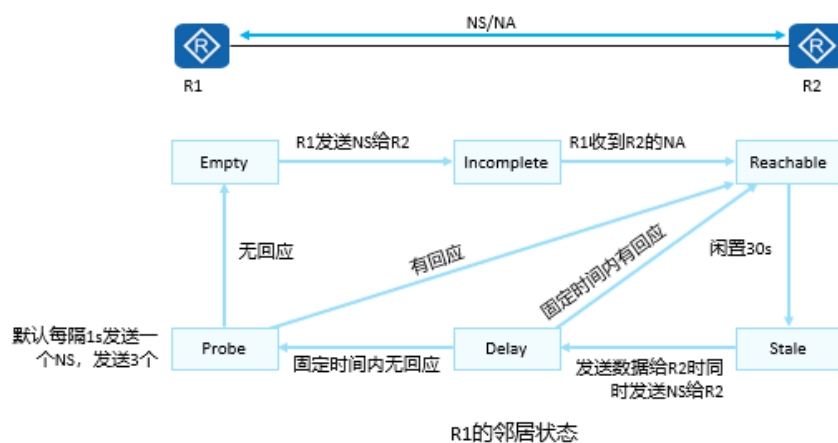 NS/NA
R
R
R1
R2
R1发送NS给R2
R1收到R2的NA
Empty
Incomplete
Reachable
无回应
有回应
固定时间内有回应
闲置30s
默认每隔1s发送一
个NS，发送3个
Probe
固定时间内无回应
Delay
发送数据给R2时同
时发送NS给R2
Stale
R1的邻居状态